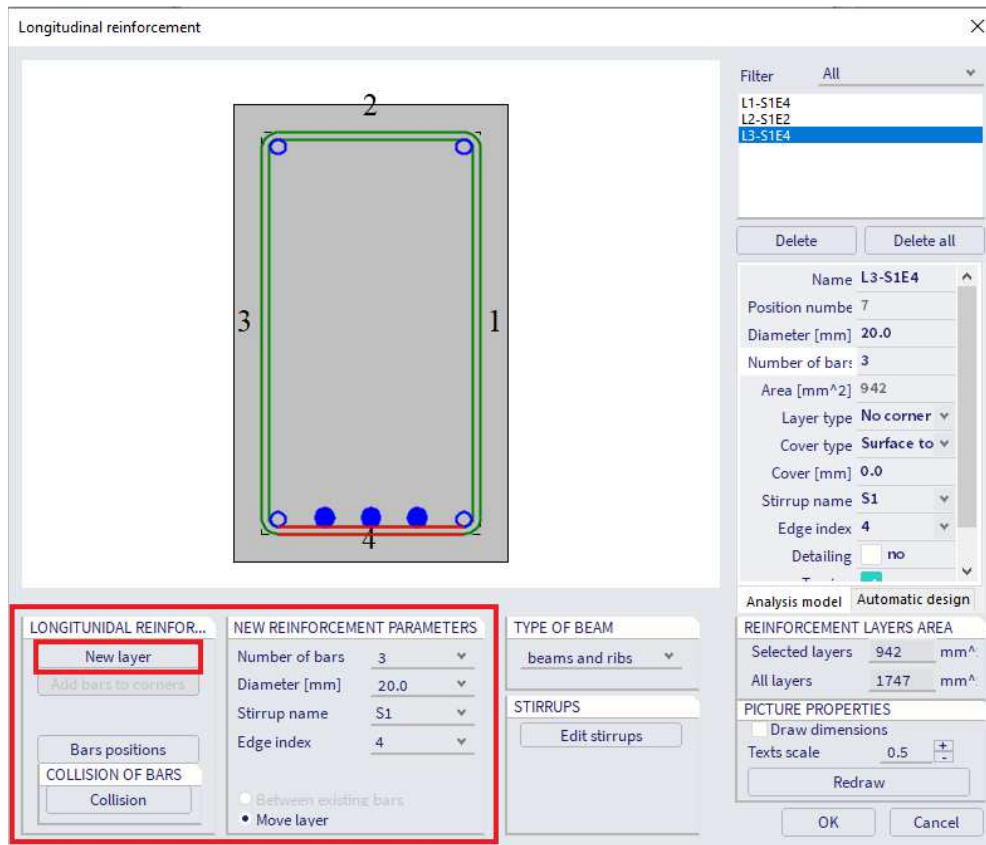 Longitudinal reinforcement
2
3
1
4
Filter All
L1-S1E4
L2-S1E2
L3-S1E4
Delete Delete all
Name L3-S1E4
Position numbe 7
Diameter [mm] 20.0
Number of bars 3
Area [mm^2] 942
Layer type No corner
Cover type Surface to
Cover [mm] 0.0
Stirrup name S1
Edge index 4
Detailing no
Analysis model Automatic design
LONGITUNIDAL REINFOR...
New layer
Add bars to corners
Bars positions
COLLISION OF BARS
Collision
NEW REINFORCEMENT PARAMETERS
Number of bars 3
Diameter [mm] 20.0
Stirrup name S1
Edge index 4
Between existing bars
Move layer
TYPE OF BEAM
beams and ribs
STIRRUPS
Edit stirrups
REINFORCEMENT LAYERS AREA
Selected layers 942 mm^
All layers 1747 mm^
PICTURE PROPERTIES
Draw dimensions
Texts scale 0.5 + -
Redraw
OK Cancel